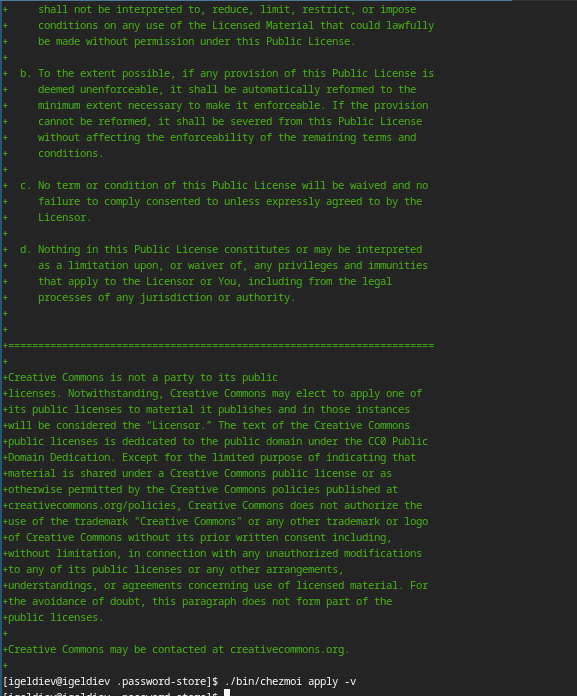 +     shall not be interpreted to, reduce, limit, restrict, or impose
+     conditions on any use of the Licensed Material that could lawfully
+     be made without permission under this Public License.
+
+  b. To the extent possible, if any provision of this Public License is
+     deemed unenforceable, it shall be automatically reformed to the
+     minimum extent necessary to make it enforceable. If the provision
+     cannot be reformed, it shall be severed from this Public License
+     without affecting the enforceability of the remaining terms and
+     conditions.
+
+  c. No term or condition of this Public License will be waived and no
+     failure to comply consented to unless expressly agreed to by the
+     Licensor.
+
+  d. Nothing in this Public License constitutes or may be interpreted
+     as a limitation upon, or waiver of, any privileges and immunities
+     that apply to the Licensor or You, including from the legal
+     processes of any jurisdiction or authority.
+
+
+=======================================================================
+
+Creative Commons is not a party to its public
+licenses. Notwithstanding, Creative Commons may elect to apply one of
+its public licenses to material it publishes and in those instances
+will be considered the “Licensor.” The text of the Creative Commons
+public licenses is dedicated to the public domain under the CC0 Public
+Domain Dedication. Except for the limited purpose of indicating that
+material is shared under a Creative Commons public license or as
+otherwise permitted by the Creative Commons policies published at
+creativecommons.org/policies, Creative Commons does not authorize the
+use of the trademark "Creative Commons" or any other trademark or logo
+of Creative Commons without its prior written consent including,
+without limitation, in connection with any unauthorized modifications
+to any of its public licenses or any other arrangements,
+understandings, or agreements concerning use of licensed material. For
+the avoidance of doubt, this paragraph does not form part of the
+public licenses.
+
+Creative Commons may be contacted at creativecommons.org.
+
[igeldiev@igeldiev .password-store]$ ./bin/chezmoi apply -v
[igeldiev@igeldiev .password-store]$